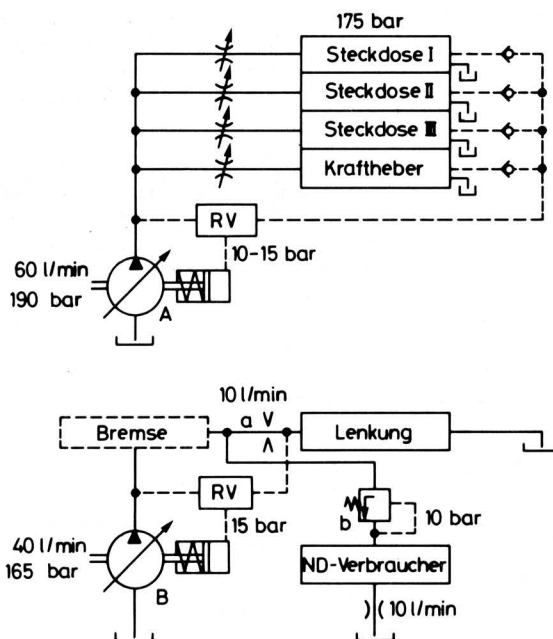 175 bar
Steckdose I
Steckdose II
Steckdose III
Kraftheber
RV
10-15 bar
60 l/min
190 bar
A
10 l/min
Bremse
a
Lenkung
RV
15 bar
b
10 bar
40 l/min
165 bar
B
ND-Verbraucher
10 l/min